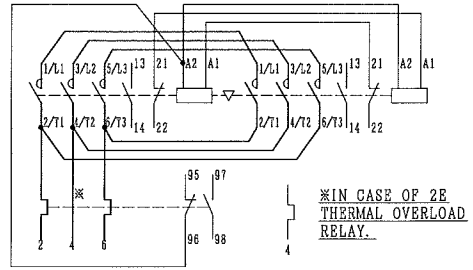 1/L1 3/L2 5/L3 13 21 A2 A1 1/L1 3/L2 5/L3 13 21 A2 A1
2/T1 4/T2 6/T3 14 22 2/T1 4/T2 6/T3 14 22
※ 95 97
2 4 6 96 98 4
※IN CASE OF 2E
THERMAL OVERLOAD
RELAY.